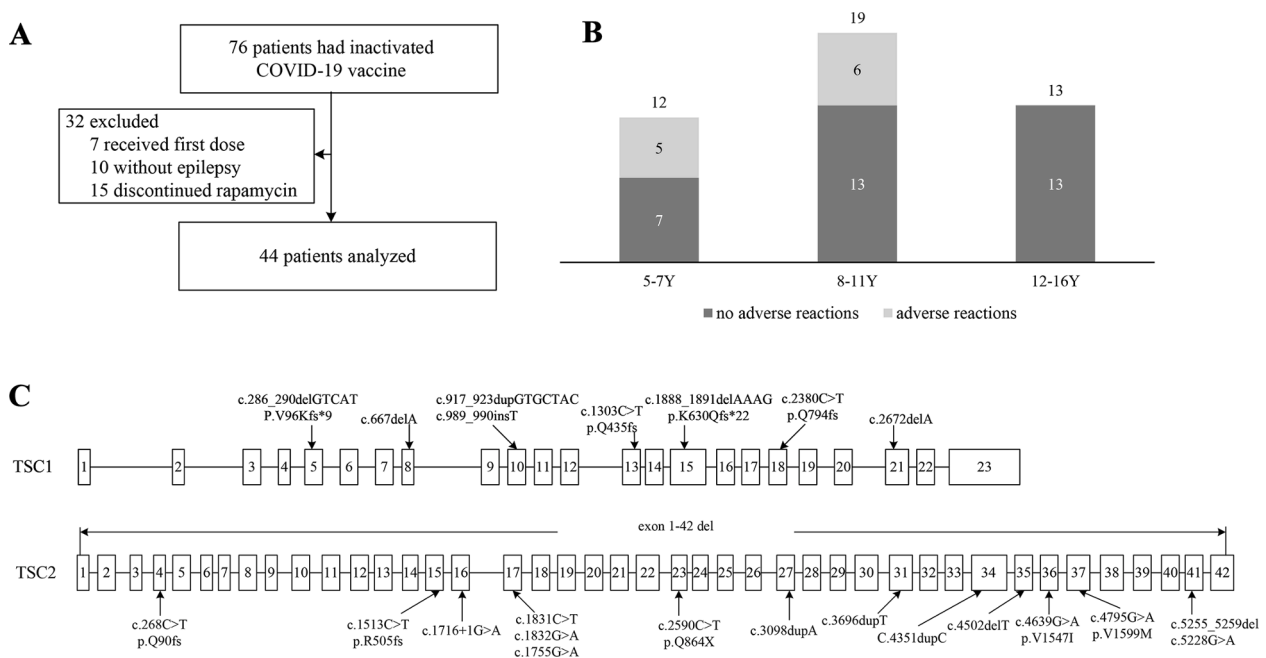 A
76 patients had inactivated
COVID-19 vaccine
32 excluded
7 received first dose
10 without epilepsy
15 discontinued rapamycin
44 patients analyzed
B
12
5
7
19
6
13
13
13
5-7Y
8-11Y
12-16Y
no adverse reactions
adverse reactions
C
c.286_290delGTCAT
P.V96Kfs*9
c.667delA
c.917_923dupGTGCTAC
c.989_990insT
c.1303C>T
p.Q435fs
c.1888_1891delAAAG
p.K630Qfs*22
c.2380C>T
p.Q794fs
c.2672delA
TSC1
1 2 3 4 5 6 7 8 9 10 11 12 13 14 15 16 17 18 19 20 21 22 23
exon 1-42 del
TSC2
1 2 3 4 5 6 7 8 9 10 11 12 13 14 15 16 17 18 19 20 21 22 23 24 25 26 27 28 29 30 31 32 33 34 35 36 37 38 39 40 41 42
c.268C>T
p.Q90fs
c.1513C>T
p.R505fs
c.1716+1G>A
c.1831C>T
c.1832G>A
c.1755G>A
c.2590C>T
p.Q864X
c.3098dupA
c.3696dupT
C.4351dupC
c.4502delT
c.4639G>A
p.V1547I
c.4795G>A
p.V1599M
c.5255_5259del
c.5228G>A